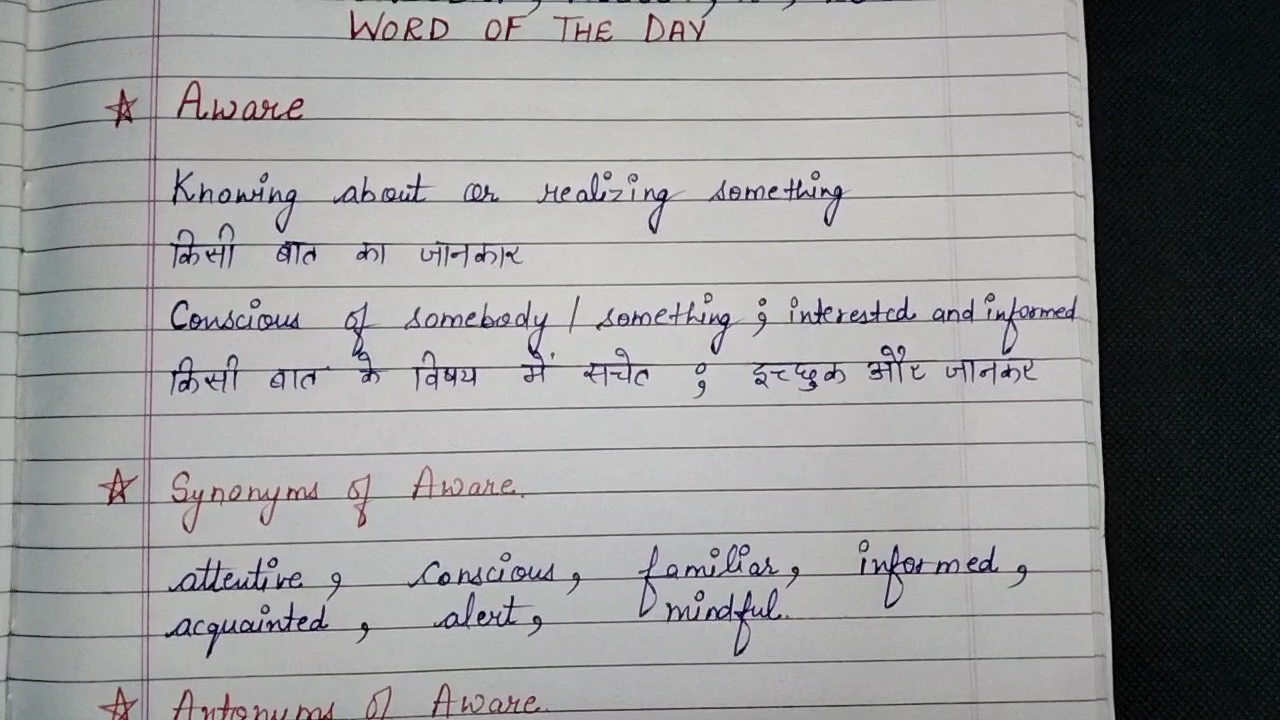 WORD OF THE DAY
☆ Aware
Knowing about or realizing something
किसी बात का जानकार
Conscious of somebody / something ; interested and informed
किसी बात के विषय में सचेत ; इच्छुक और जानकर
☆ Synonyms of Aware.
attentive, conscious, familiar, informed,
acquainted, alert, mindful.
☆ Antonyms of Aware.